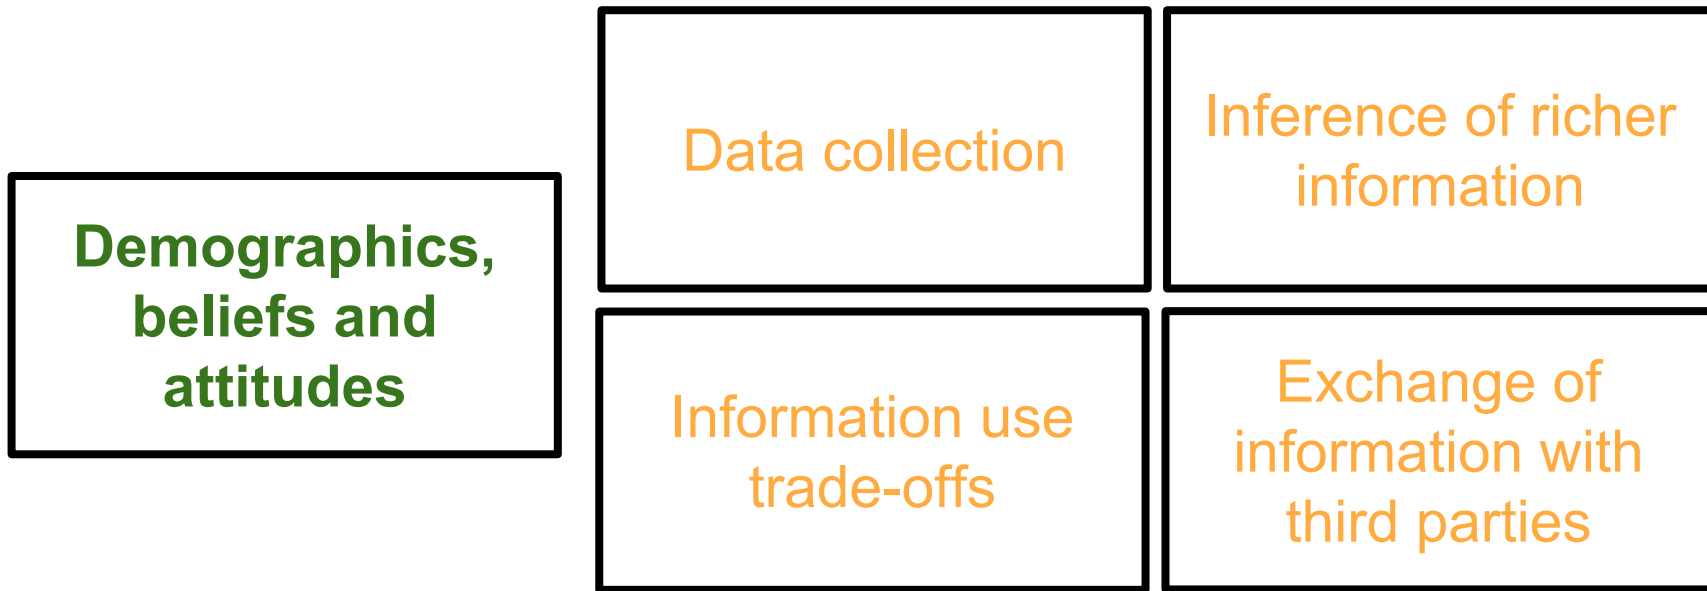 Demographics,
beliefs and
attitudes
Data collection
Inference of richer
information
Information use
trade-offs
Exchange of
information with
third parties